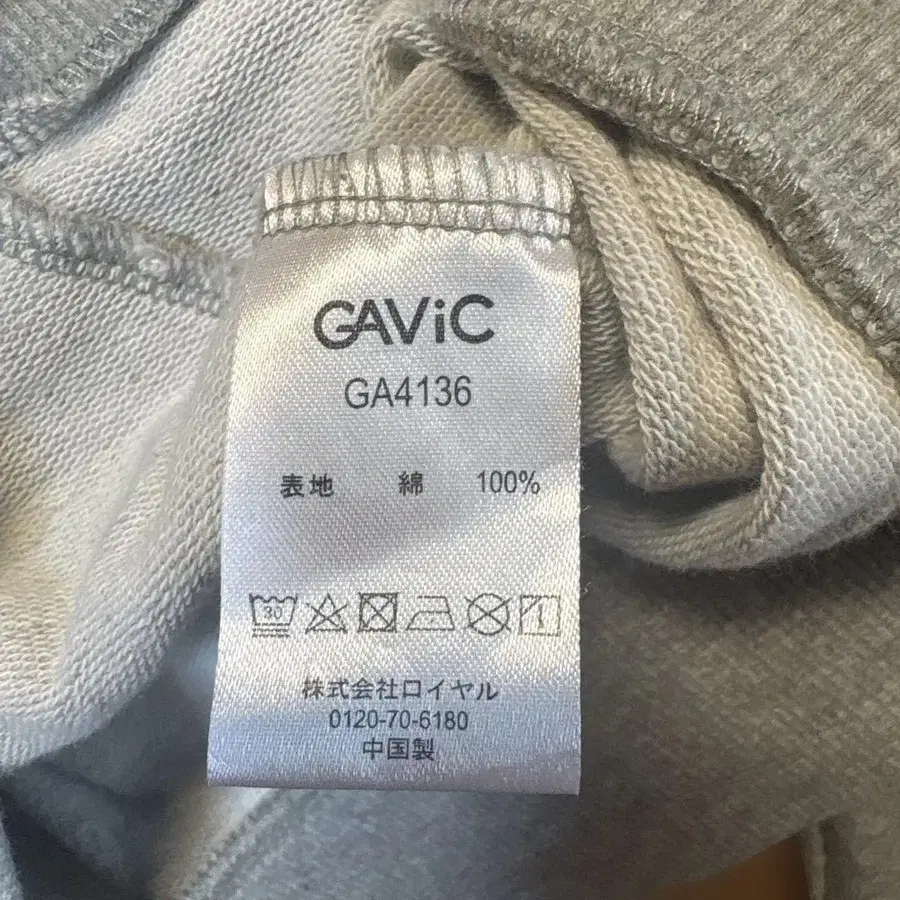 GAViC
GA4136
表地 綿 100%
30
株式会社ロイヤル
0120-70-6180
中国製